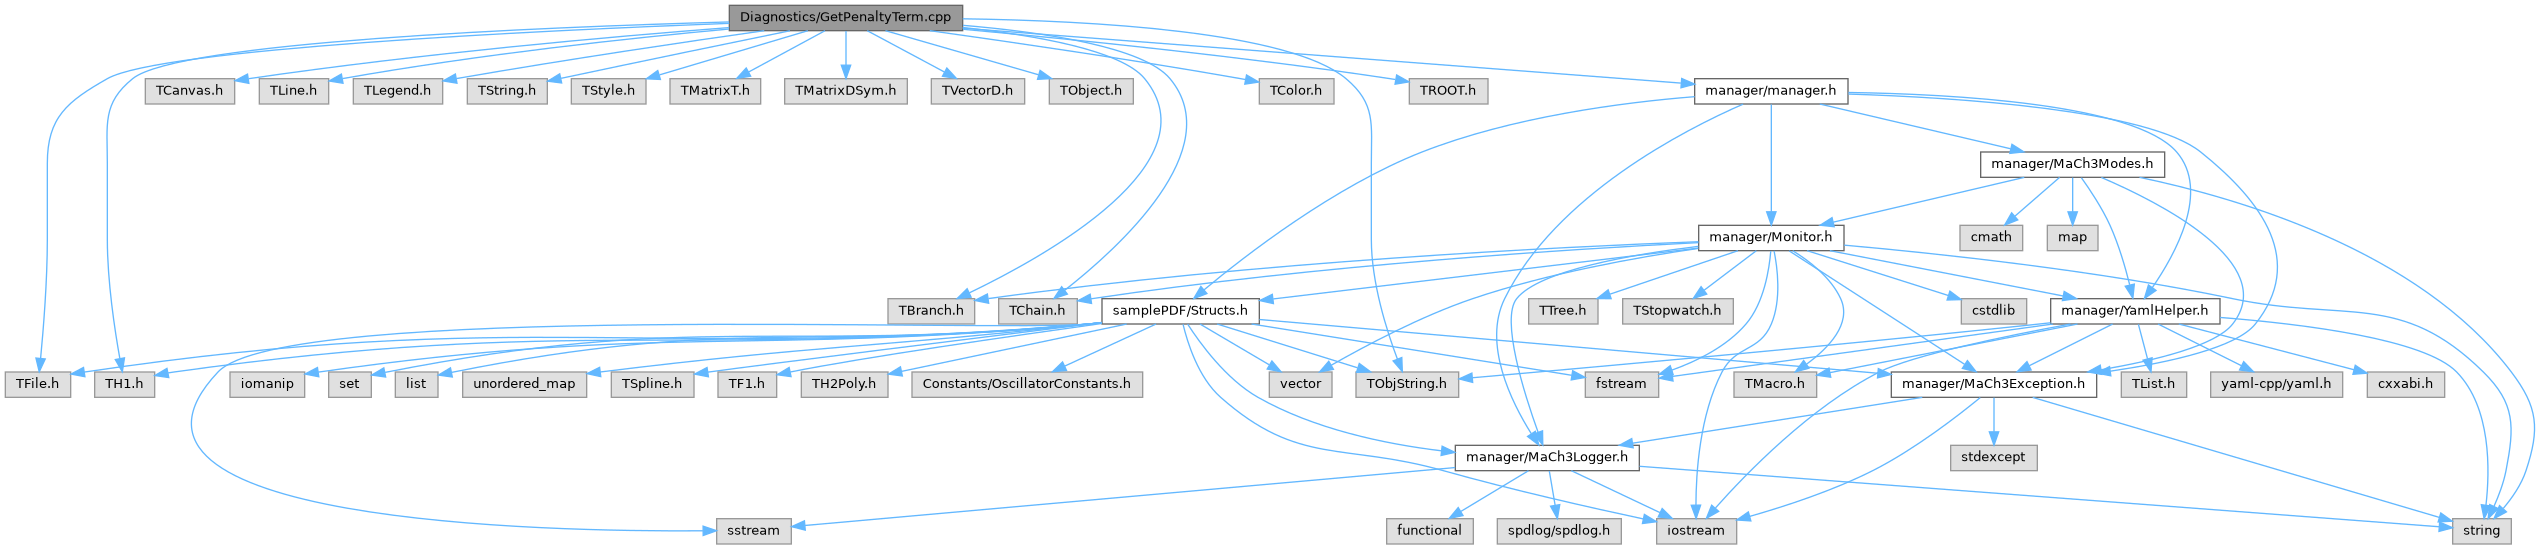 Diagnostics/GetPenaltyTerm.cpp
TCanvas.h
TLine.h
TLegend.h
TString.h
TStyle.h
TMatrixT.h
TMatrixDSym.h
TVectorD.h
TObject.h
TColor.h
TROOT.h
manager/manager.h
manager/MaCh3Modes.h
manager/Monitor.h
cmath
map
TBranch.h
TChain.h
samplePDF/Structs.h
TTree.h
TStopwatch.h
cstdlib
manager/YamlHelper.h
TFile.h
TH1.h
iomanip
set
list
unordered_map
TSpline.h
TF1.h
TH2Poly.h
Constants/OscillatorConstants.h
vector
TObjString.h
fstream
TMacro.h
manager/MaCh3Exception.h
TList.h
yaml-cpp/yaml.h
cxxabi.h
manager/MaCh3Logger.h
stdexcept
sstream
functional
spdlog/spdlog.h
iostream
string